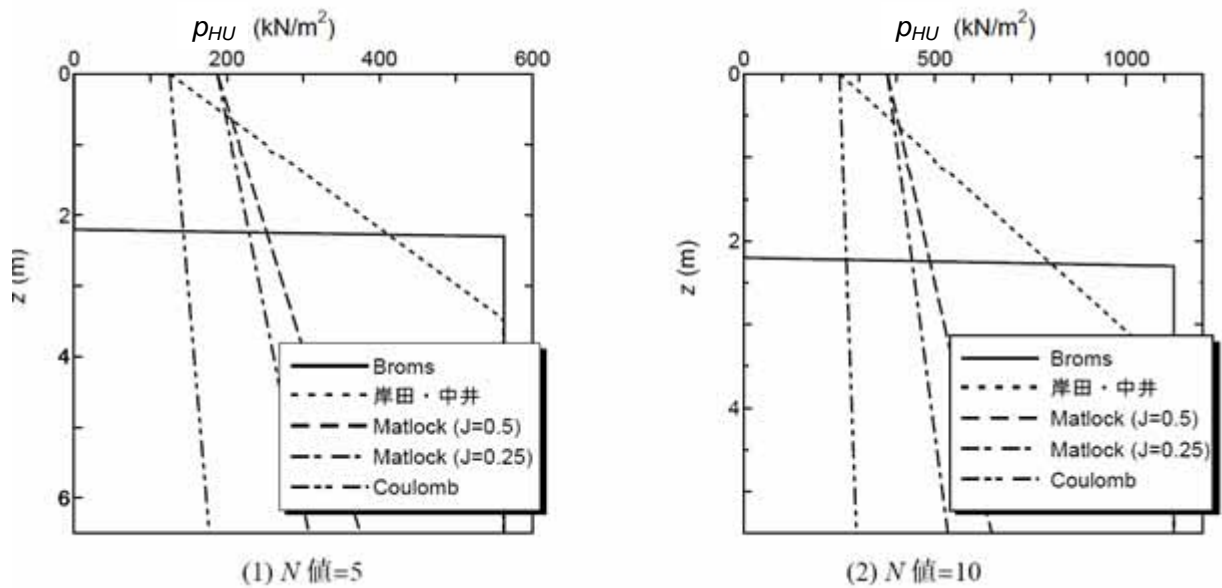 p_HU (kN/m²)
0 200 400 600
0
2
4
6
z (m)
Broms
岸田・中井
Matlock (J=0.5)
Matlock (J=0.25)
Coulomb
(1) N 値=5
p_HU (kN/m²)
0 500 1000
0
2
4
z (m)
Broms
岸田・中井
Matlock (J=0.5)
Matlock (J=0.25)
Coulomb
(2) N 値=10